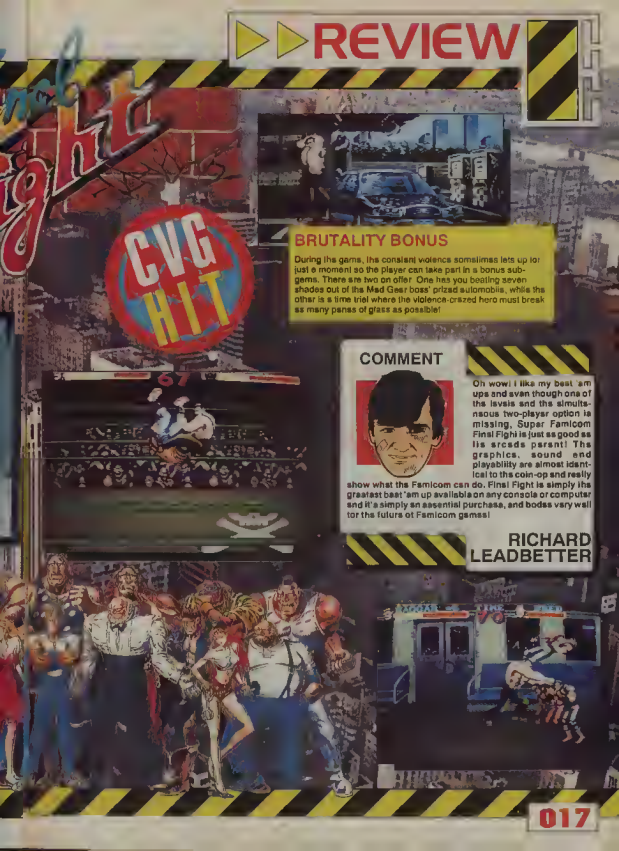 REVIEW
Final
Fight
CVG
HIT
BRUTALITY BONUS
During the game, the constant violence sometimes lets up for
just a moment so the player can take part in a bonus sub-
game. There are two on offer. One has you beating seven
shades out of the Mad Gear boss' prized automobile, while the
other is a time trial where the violence-crazed hero must break
as many panes of glass as possible!
COMMENT
Oh wow! I like my beat 'em
ups and even though one of
the levels and the simulta-
neous two-player option is
missing, Super Famicom
Final Fight is just as good as
its arcade parent! The
graphics, sound and
playability are almost ident-
ical to the coin-op and really
show what the Famicom can do. Final Fight is simply the
greatest beat 'em up available on any console or computer
and it's simply an essential purchase, and bodes very well
for the future of Famicom games!
RICHARD
LEADBETTER
67
HAGGAR
TIME
017